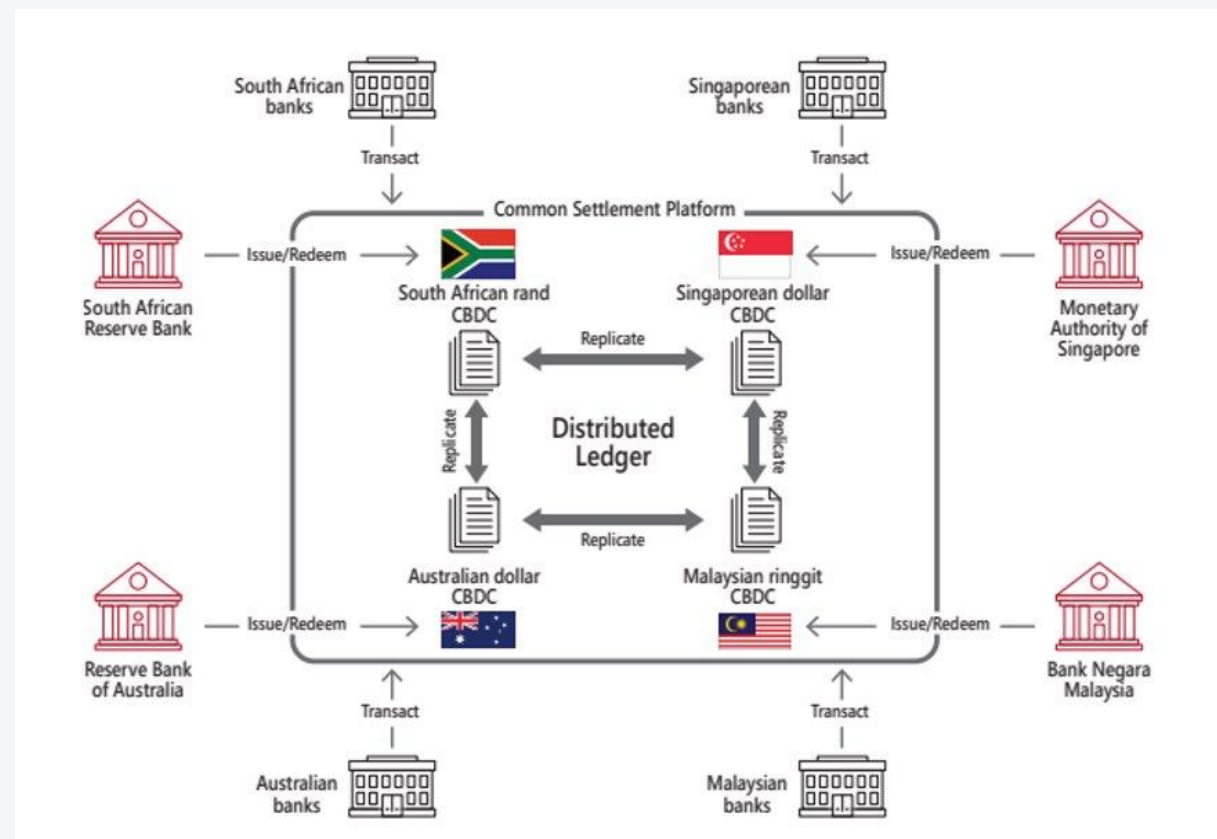 South African
banks
Singaporean
banks
Transact
Transact
Common Settlement Platform
Issue/Redeem
Issue/Redeem
South African
Reserve Bank
South African rand
CBDC
Singaporean dollar
CBDC
Monetary
Authority of
Singapore
Replicate
Replicate
Distributed
Ledger
Replicate
Replicate
Australian dollar
CBDC
Malaysian ringgit
CBDC
Issue/Redeem
Issue/Redeem
Reserve Bank
of Australia
Bank Negara
Malaysia
Transact
Transact
Australian
banks
Malaysian
banks